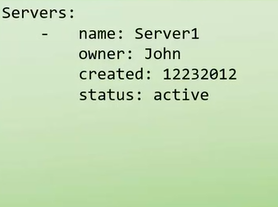 Servers:
    -   name: Server1
        owner: John
        created: 12232012
        status: active